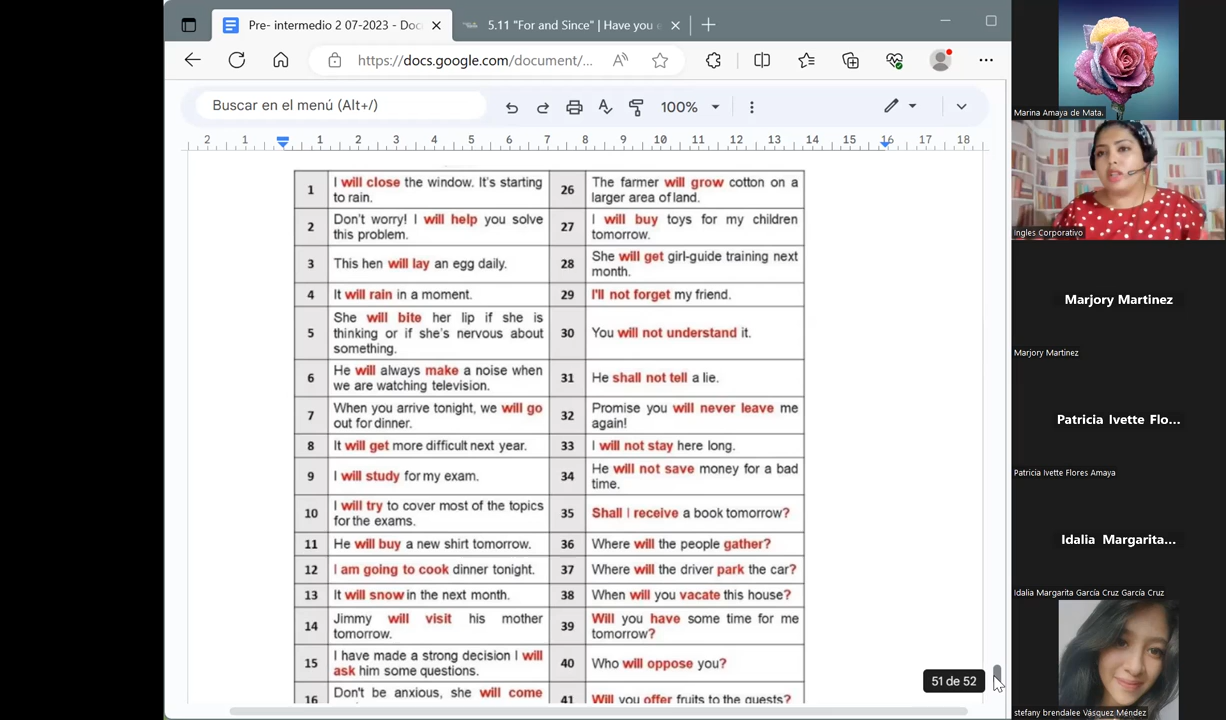 Pre- intermedio 2 07-2023 - Doc
5.11 "For and Since" | Have you e
https://docs.google.com/document/...
Buscar en el menú (Alt+/)
100%
2 1 1 2 3 4 5 6 7 8 9 10 11 12 13 14 15 16 17 18
1 I will close the window. It's starting
to rain.
2 Don't worry! I will help you solve
this problem.
3 This hen will lay an egg daily.
4 It will rain in a moment.
5 She will bite her lip if she is
thinking or if she's nervous about
something.
6 He will always make a noise when
we are watching television.
7 When you arrive tonight, we will go
out for dinner.
8 It will get more difficult next year.
9 I will study for my exam.
10 I will try to cover most of the topics
for the exams.
11 He will buy a new shirt tomorrow.
12 I am going to cook dinner tonight.
13 It will snow in the next month.
14 Jimmy will visit his mother
tomorrow.
15 I have made a strong decision I will
ask him some questions.
16 Don't be anxious, she will come
26 The farmer will grow cotton on a
larger area of land.
27 I will buy toys for my children
tomorrow.
28 She will get girl-guide training next
month.
29 I'll not forget my friend.
30 You will not understand it.
31 He shall not tell a lie.
32 Promise you will never leave me
again!
33 I will not stay here long.
34 He will not save money for a bad
time.
35 Shall I receive a book tomorrow?
36 Where will the people gather?
37 Where will the driver park the car?
38 When will you vacate this house?
39 Will you have some time for me
tomorrow?
40 Who will oppose you?
41 Will you offer fruits to the guests?
51 de 52
Marina Amaya de Mata.
Ingles Corporativo
Marjory Martinez
Marjory Martinez
Patricia Ivette Flo...
Patricia Ivette Flores Amaya
Idalia Margarita...
Idalia Margarita García Cruz García Cruz
stefany brendalee Vásquez Méndez